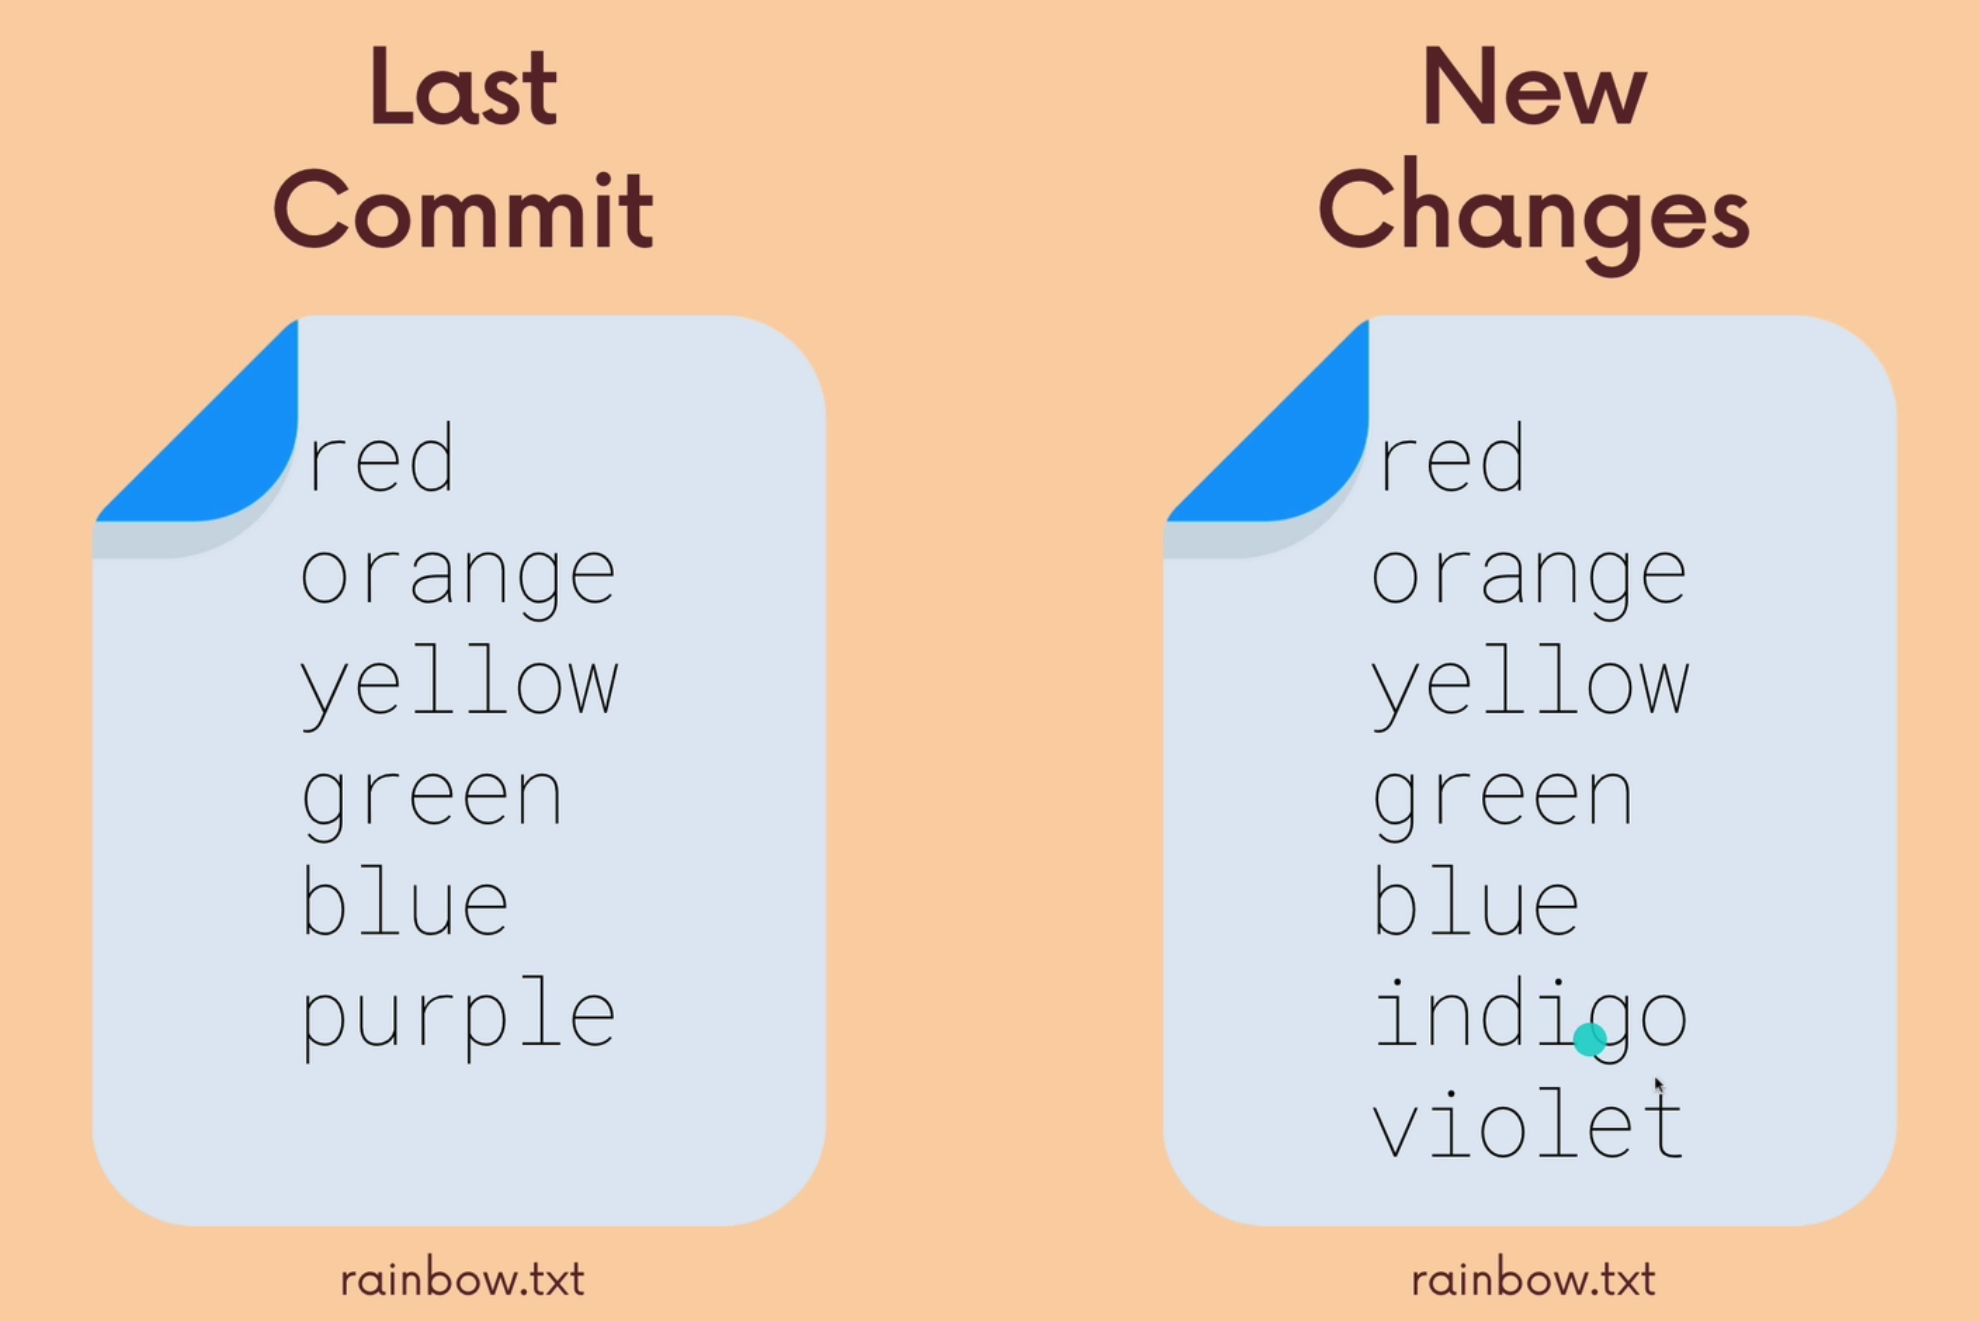 Last
Commit
red
orange
yellow
green
blue
purple
rainbow.txt
New
Changes
red
orange
yellow
green
blue
indigo
violet
rainbow.txt